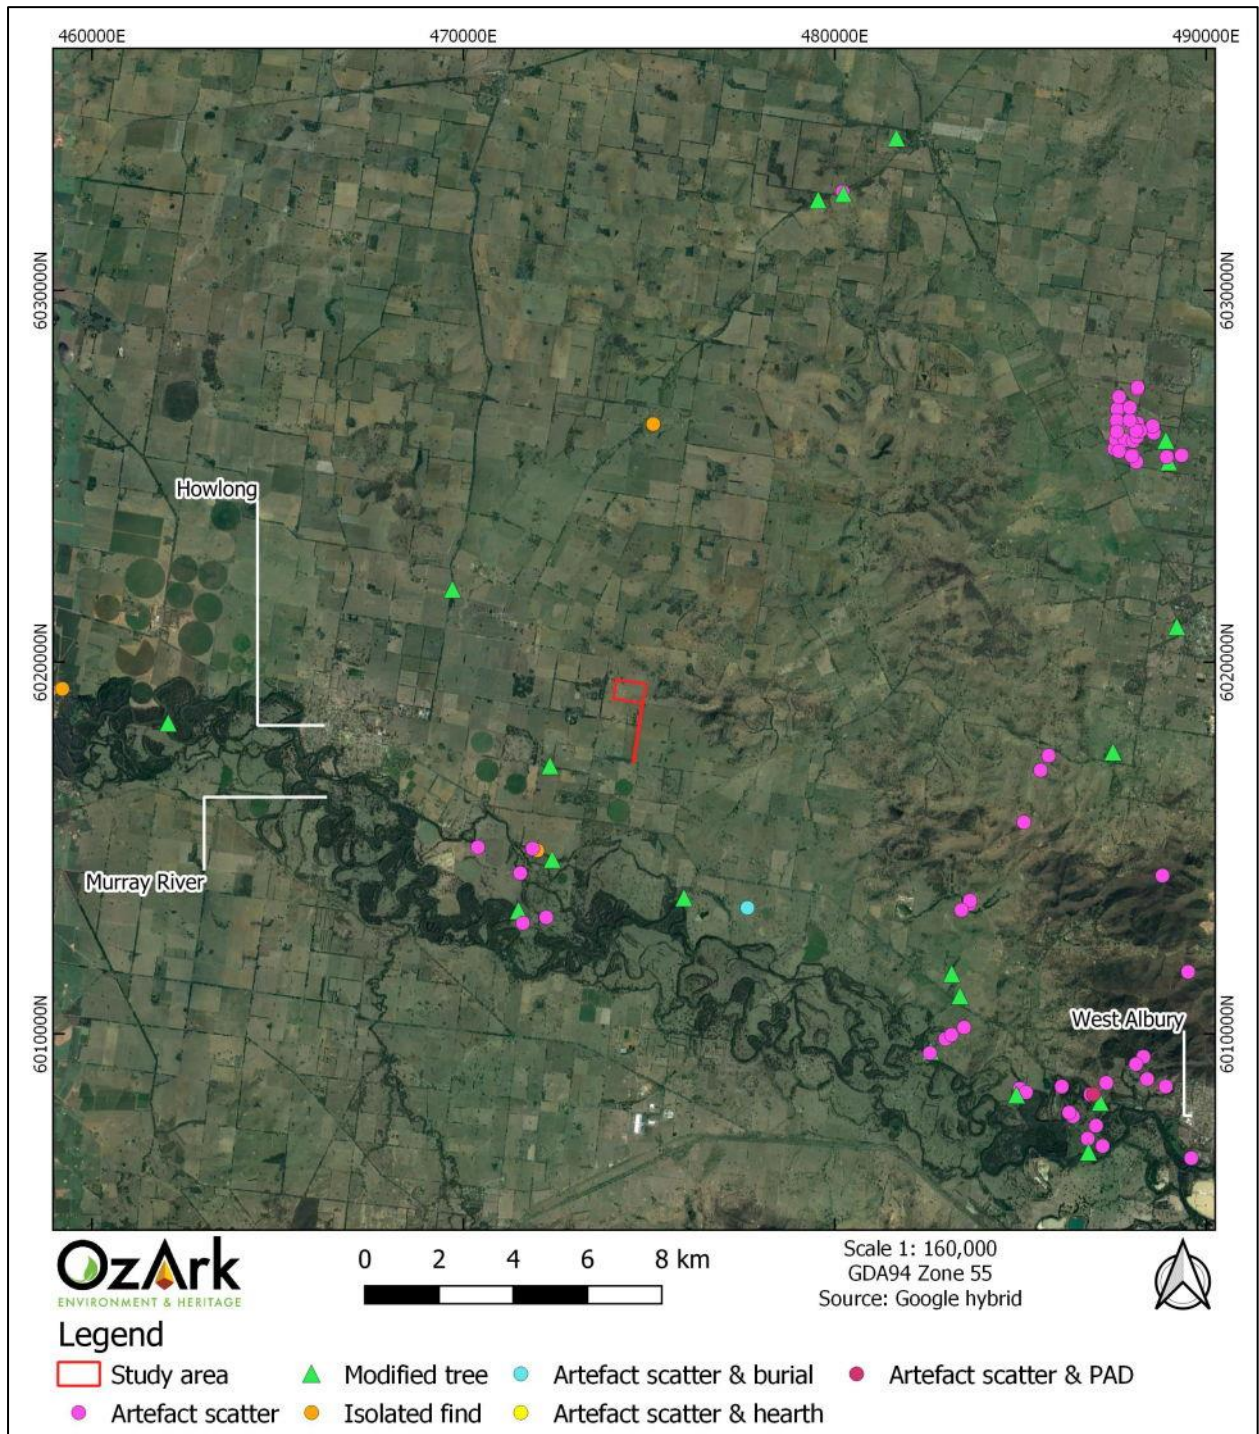 460000E 470000E 480000E 490000E
6030000N 6030000N
Howlong
6020000N 6020000N
Murray River
West Albury
6010000N 6010000N
OzArk
ENVIRONMENT & HERITAGE
0 2 4 6 8 km
Scale 1: 160,000
GDA94 Zone 55
Source: Google hybrid
Legend
Study area Modified tree Artefact scatter & burial Artefact scatter & PAD
Artefact scatter Isolated find Artefact scatter & hearth